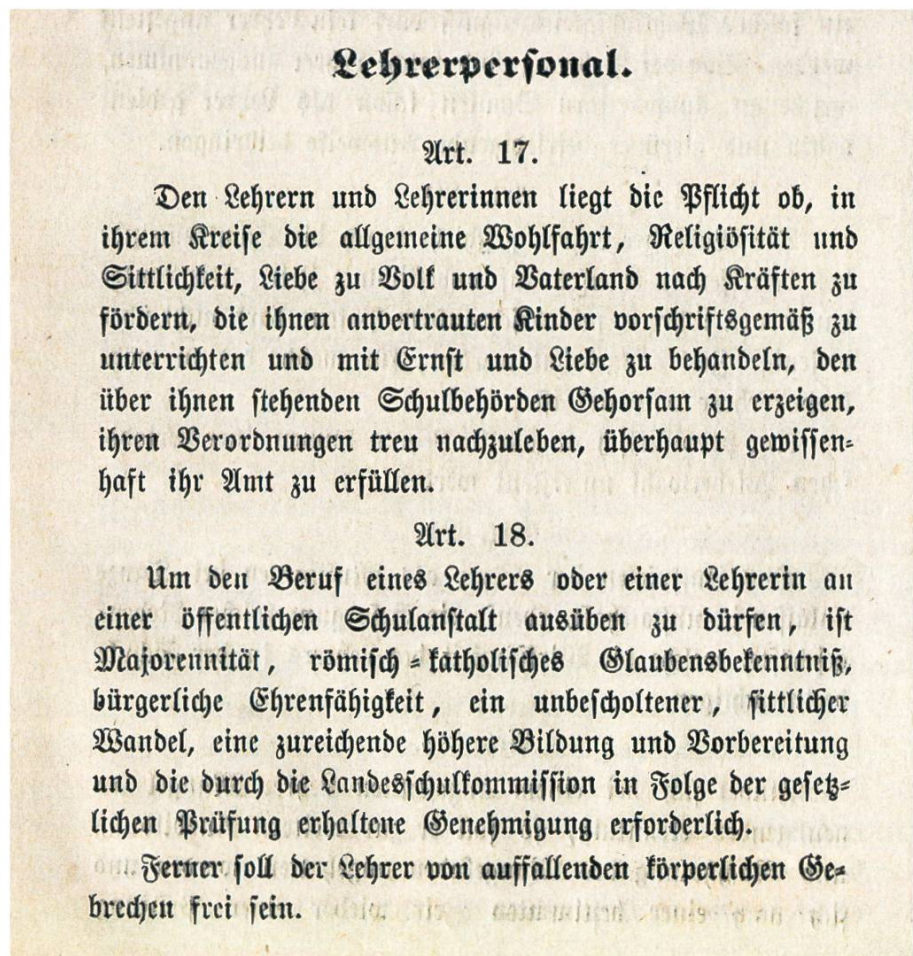 Lehrerpersonal.
Art. 17.
Den Lehrern und Lehrerinnen liegt die Pflicht ob, in
ihrem Kreise die allgemeine Wohlfahrt, Religiösität und
Sittlichkeit, Liebe zu Volk und Vaterland nach Kräften zu
fördern, die ihnen anvertrauten Kinder vorschriftsgemäß zu
unterrichten und mit Ernst und Liebe zu behandeln, den
über ihnen stehenden Schulbehörden Gehorsam zu erzeigen,
ihren Verordnungen treu nachzuleben, überhaupt gewissen-
haft ihr Amt zu erfüllen.
Art. 18.
Um den Beruf eines Lehrers oder einer Lehrerin an
einer öffentlichen Schulanstalt ausüben zu dürfen, ist
Majorennität, römisch-katholisches Glaubensbekenntniß,
bürgerliche Ehrenfähigkeit, ein unbescholtener, sittlicher
Wandel, eine zureichende höhere Bildung und Vorbereitung
und die durch die Landesschulkommission in Folge der gesetz-
lichen Prüfung erhaltene Genehmigung erforderlich.
Ferner soll der Lehrer von auffallenden körperlichen Ge-
brechen frei sein.